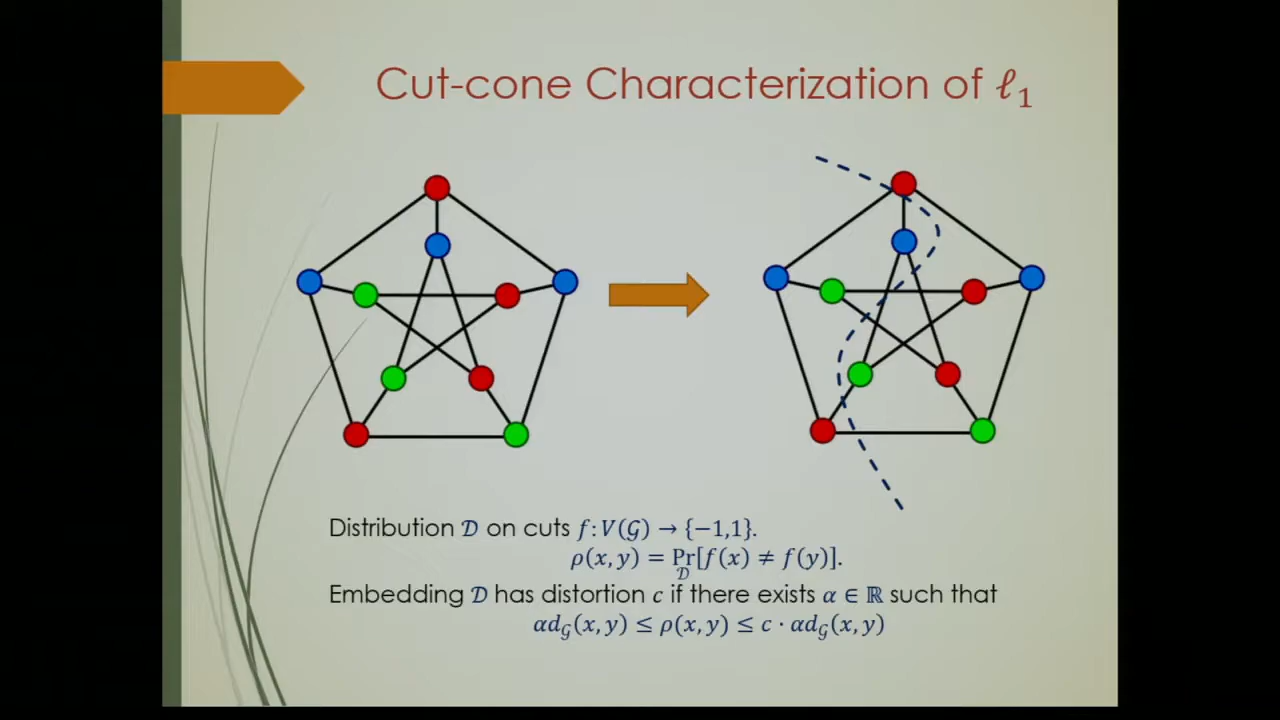 Cut-cone Characterization of ℓ₁
Distribution 𝒟 on cuts f: V(𝒢) → {−1,1}.
ρ(x, y) = Pr_𝒟[f(x) ≠ f(y)].
Embedding 𝒟 has distortion c if there exists α ∈ ℝ such that
αd_𝒢(x, y) ≤ ρ(x, y) ≤ c · αd_𝒢(x, y)